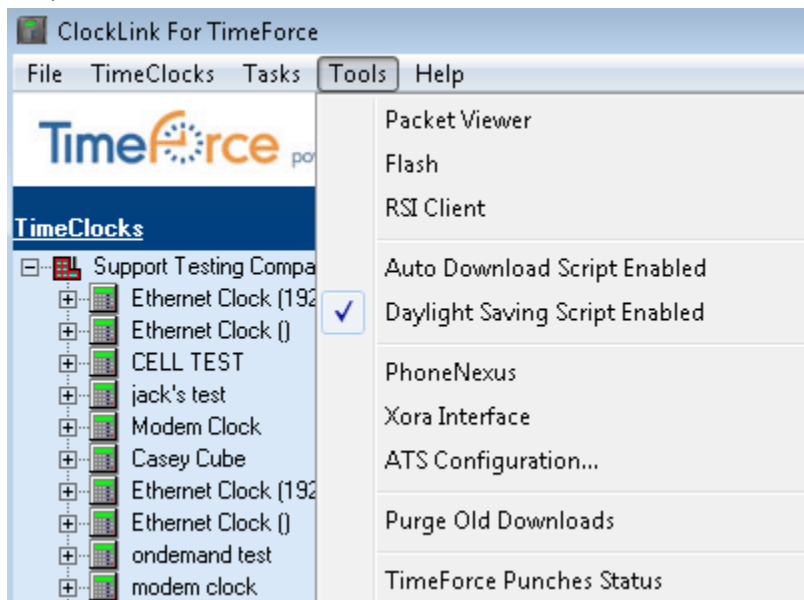 ClockLink For TimeForce
File TimeClocks Tasks Tools Help
TimeForce po
TimeClocks
Support Testing Compa
Ethernet Clock (192
Ethernet Clock ()
CELL TEST
jack's test
Modem Clock
Casey Cube
Ethernet Clock (192
Ethernet Clock ()
ondemand test
modem clock
Packet Viewer
Flash
RSI Client
Auto Download Script Enabled
Daylight Saving Script Enabled
PhoneNexus
Xora Interface
ATS Configuration...
Purge Old Downloads
TimeForce Punches Status